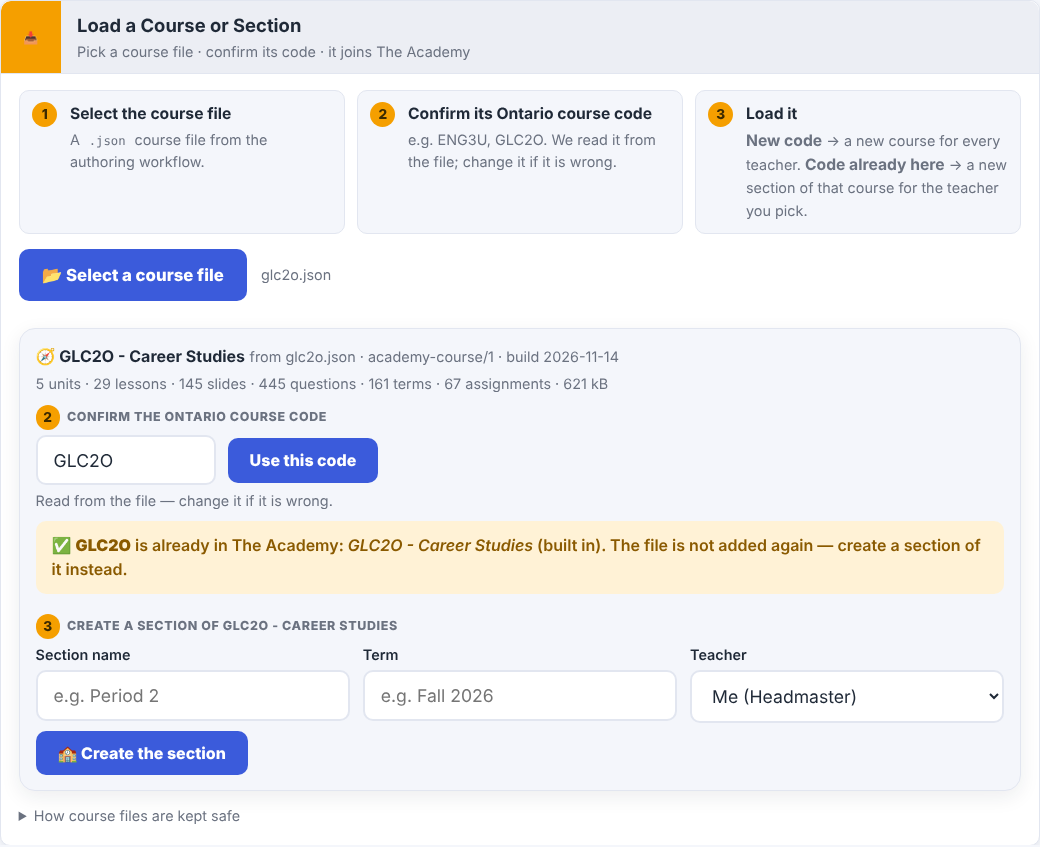 Load a Course or Section
Pick a course file · confirm its code · it joins The Academy
1 Select the course file
A .json course file from the
authoring workflow.
2 Confirm its Ontario course code
e.g. ENG3U, GLC2O. We read it from
the file; change it if it is wrong.
3 Load it
New code → a new course for every
teacher. Code already here → a new
section of that course for the teacher
you pick.
📂 Select a course file
glc2o.json
🧭 GLC2O - Career Studies from glc2o.json · academy-course/1 · build 2026-11-14
5 units · 29 lessons · 145 slides · 445 questions · 161 terms · 67 assignments · 621 kB
2 CONFIRM THE ONTARIO COURSE CODE
GLC2O
Use this code
Read from the file — change it if it is wrong.
✅ GLC2O is already in The Academy: GLC2O - Career Studies (built in). The file is not added again — create a section of
it instead.
3 CREATE A SECTION OF GLC2O - CAREER STUDIES
Section name
Term
Teacher
e.g. Period 2
e.g. Fall 2026
Me (Headmaster)
🏫 Create the section
▶ How course files are kept safe